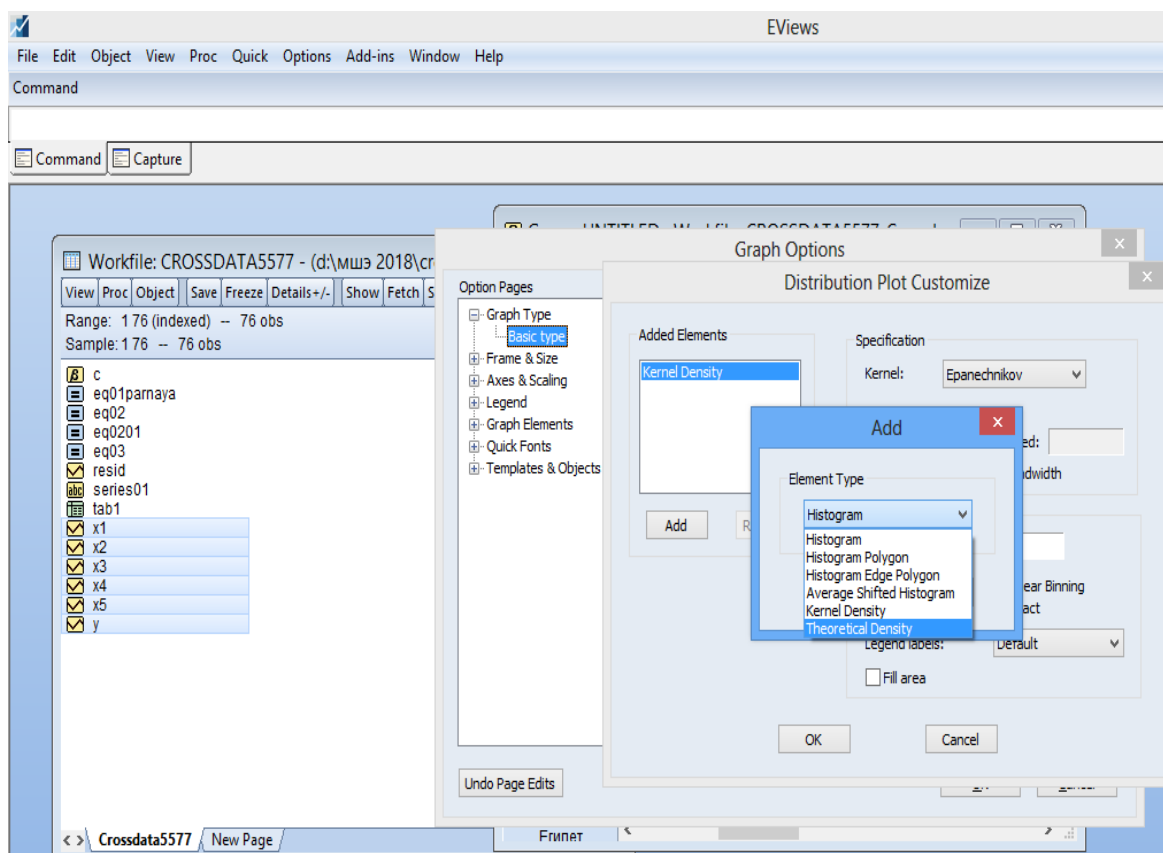 EViews
File Edit Object View Proc Quick Options Add-ins Window Help
Command
Command Capture
Workfile: CROSSDATA5577 - (d:\мшэ 2018\cr
View Proc Object Save Freeze Details+/- Show Fetch S
Range: 1 76 (indexed) -- 76 obs
Sample: 1 76 -- 76 obs
c
eq01parnaya
eq02
eq0201
eq03
resid
abc series01
tab1
x1
x2
x3
x4
x5
y
Crossdata5577 New Page
Graph Options
Option Pages
Graph Type
Basic type
Frame & Size
Axes & Scaling
Legend
Graph Elements
Quick Fonts
Templates & Objects
Undo Page Edits
Distribution Plot Customize
Added Elements
Kernel Density
Add
Specification
Kernel: Epanechnikov
ed:
ndwidth
ear Binning
act
Legend labels: Default
Fill area
OK Cancel
Add
Element Type
Histogram
Histogram
Histogram Polygon
Histogram Edge Polygon
Average Shifted Histogram
Kernel Density
Theoretical Density
Египет